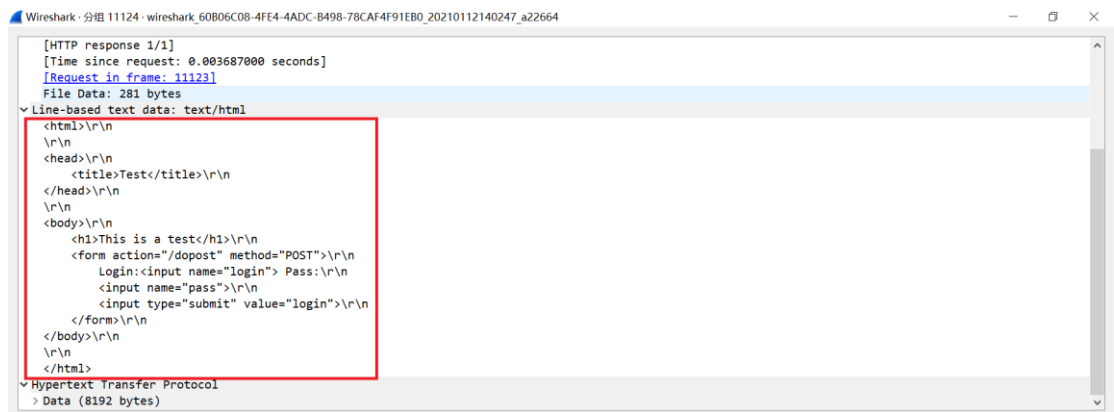 Wireshark · 分组 11124 · wireshark_60B06C08-4FE4-4ADC-B498-78CAF4F91EB0_20210112140247_a22664
[HTTP response 1/1]
[Time since request: 0.003687000 seconds]
[Request in frame: 11123]
File Data: 281 bytes
Line-based text data: text/html
<html>\r\n
\r\n
<head>\r\n
    <title>Test</title>\r\n
</head>\r\n
\r\n
<body>\r\n
    <h1>This is a test</h1>\r\n
    <form action="/dopost" method="POST">\r\n
        Login:<input name="login"> Pass:\r\n
        <input name="pass">\r\n
        <input type="submit" value="login">\r\n
    </form>\r\n
</body>\r\n
\r\n
</html>
Hypertext Transfer Protocol
Data (8192 bytes)